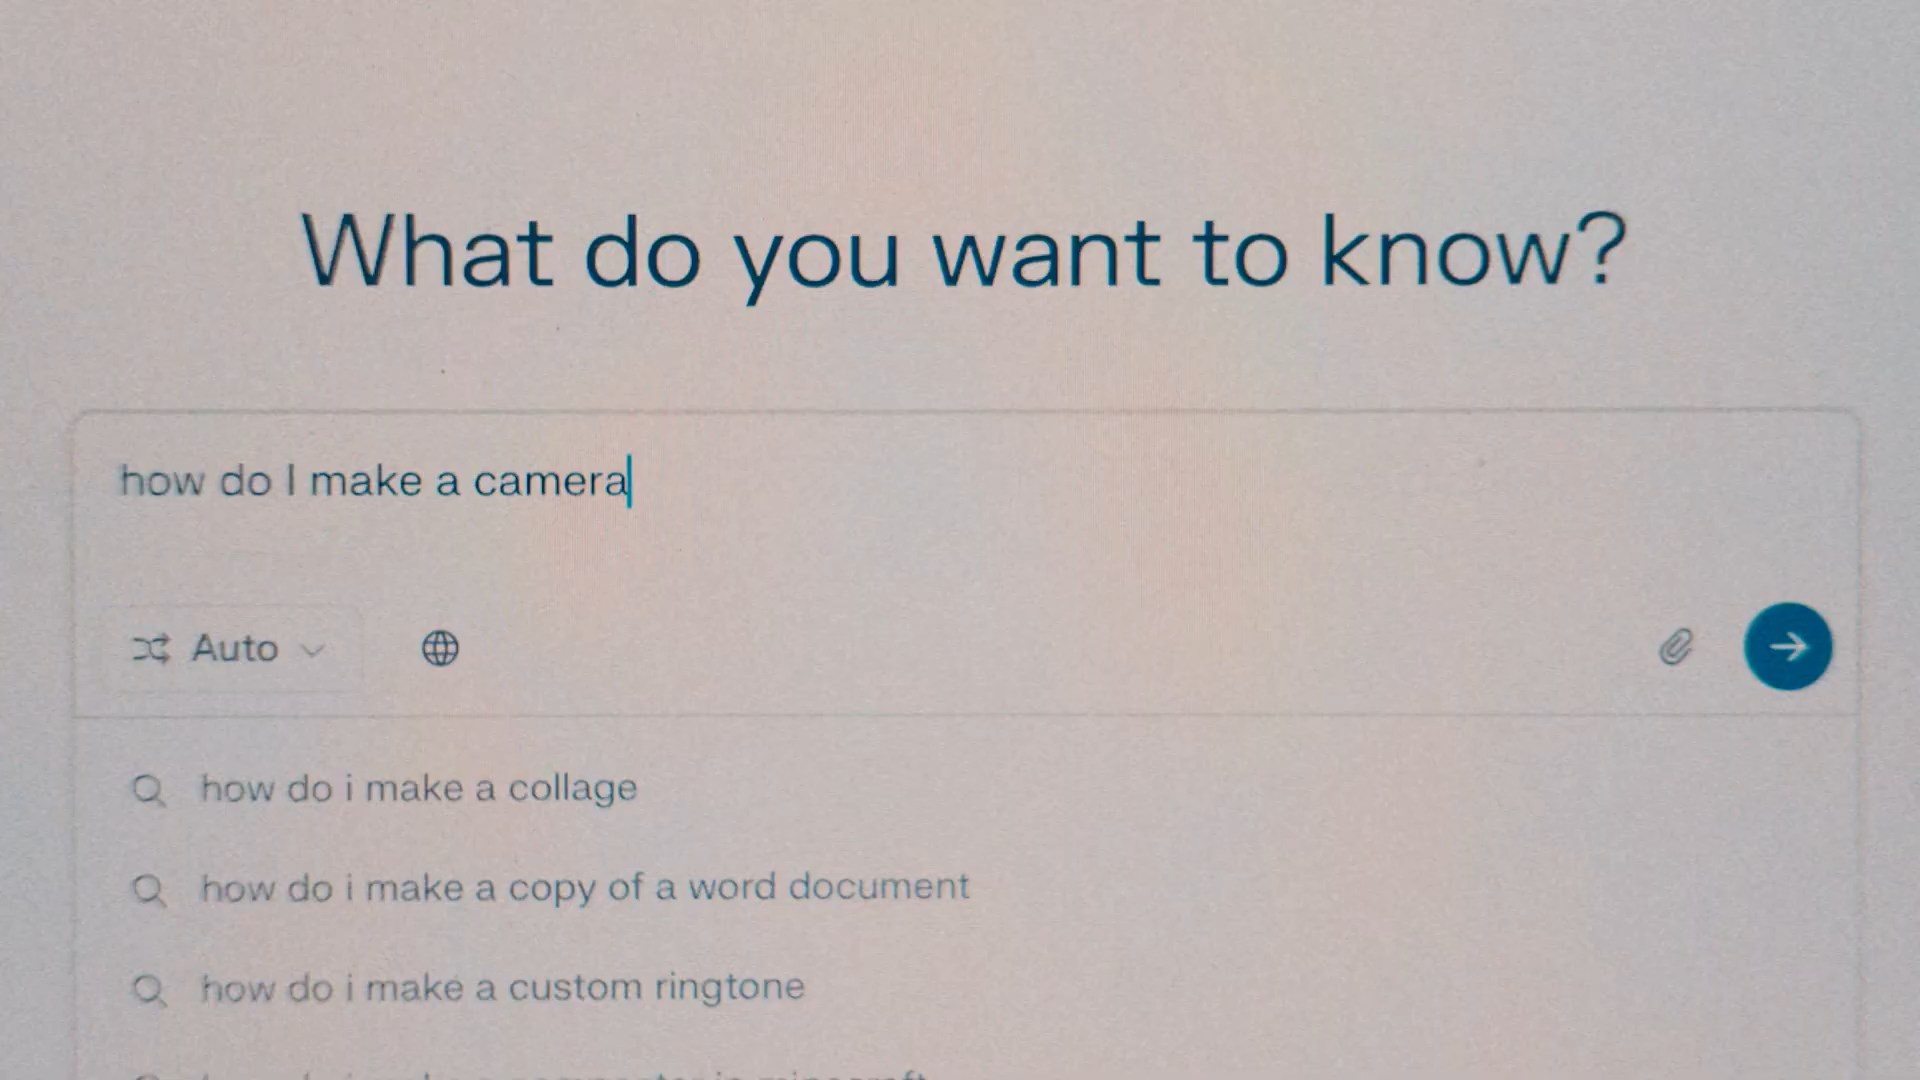 What do you want to know?
how do I make a camera
Auto
how do i make a collage
how do i make a copy of a word document
how do i make a custom ringtone